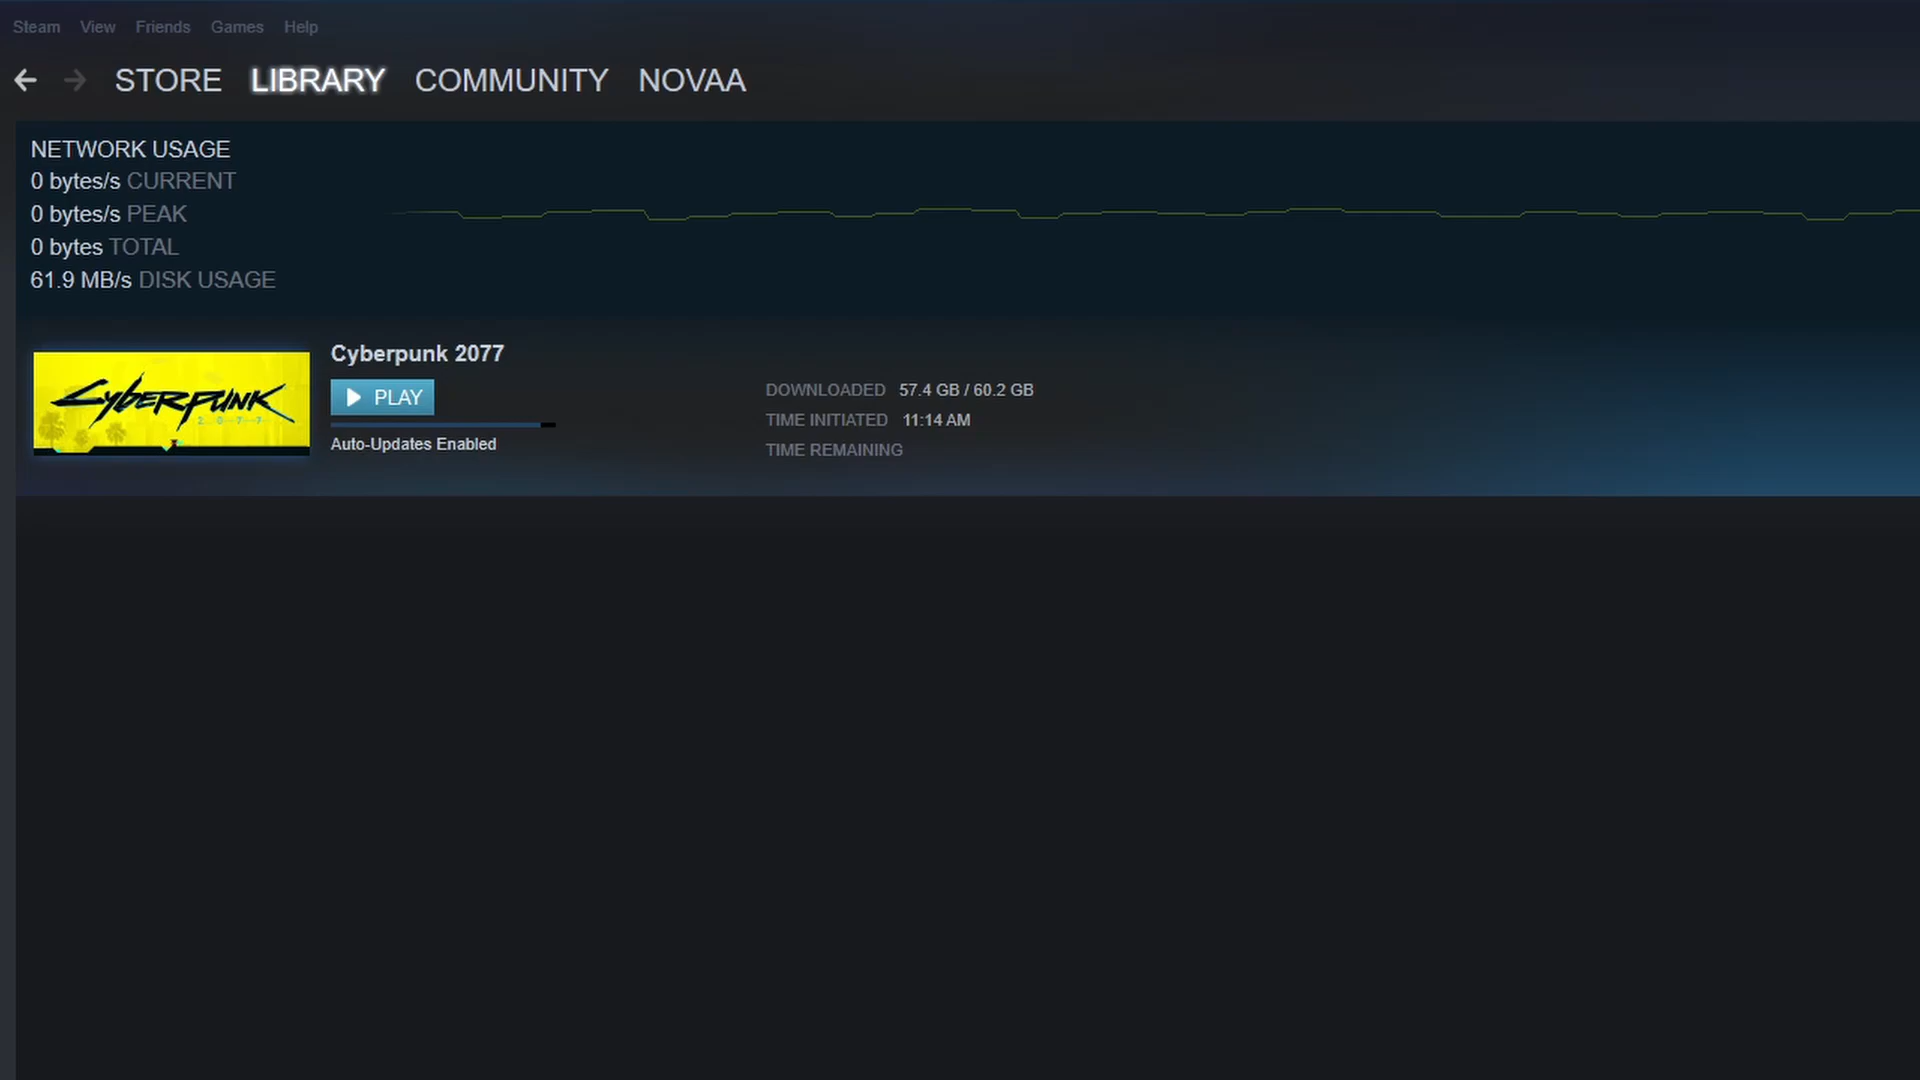 Steam View Friends Games Help
STORE LIBRARY COMMUNITY NOVAA
NETWORK USAGE
0 bytes/s CURRENT
0 bytes/s PEAK
0 bytes TOTAL
61.9 MB/s DISK USAGE
CYBERPUNK
2077
Cyberpunk 2077
PLAY
Auto-Updates Enabled
DOWNLOADED 57.4 GB / 60.2 GB
TIME INITIATED 11:14 AM
TIME REMAINING